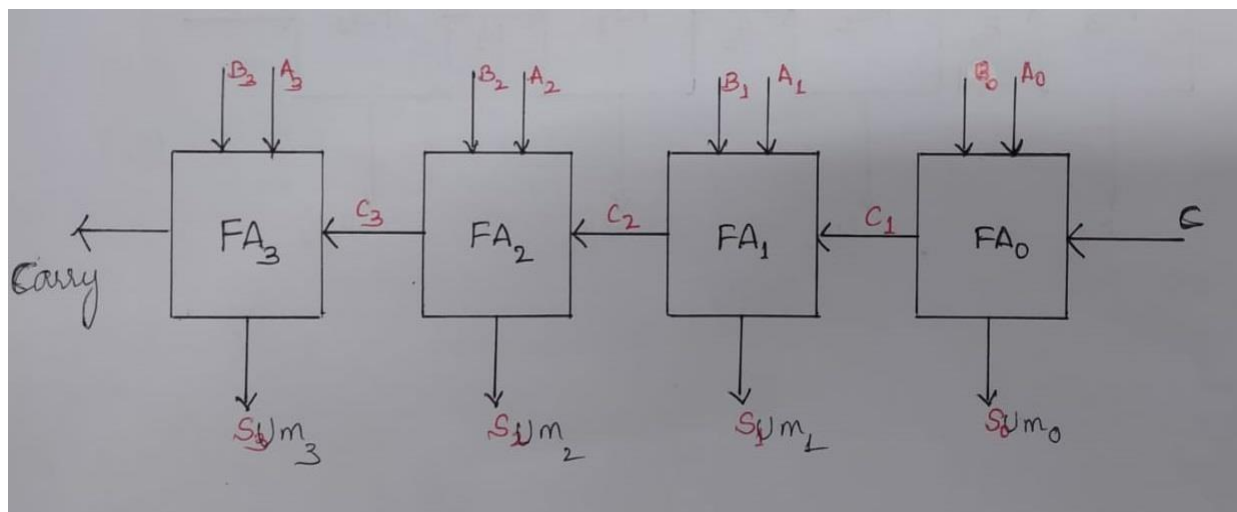 B₃ A₃ B₂ A₂ B₁ A₁ B₀ A₀
C₃ C₂ C₁ C
FA₃ FA₂ FA₁ FA₀
Carry
Sum₃ Sum₂ Sum₁ Sum₀